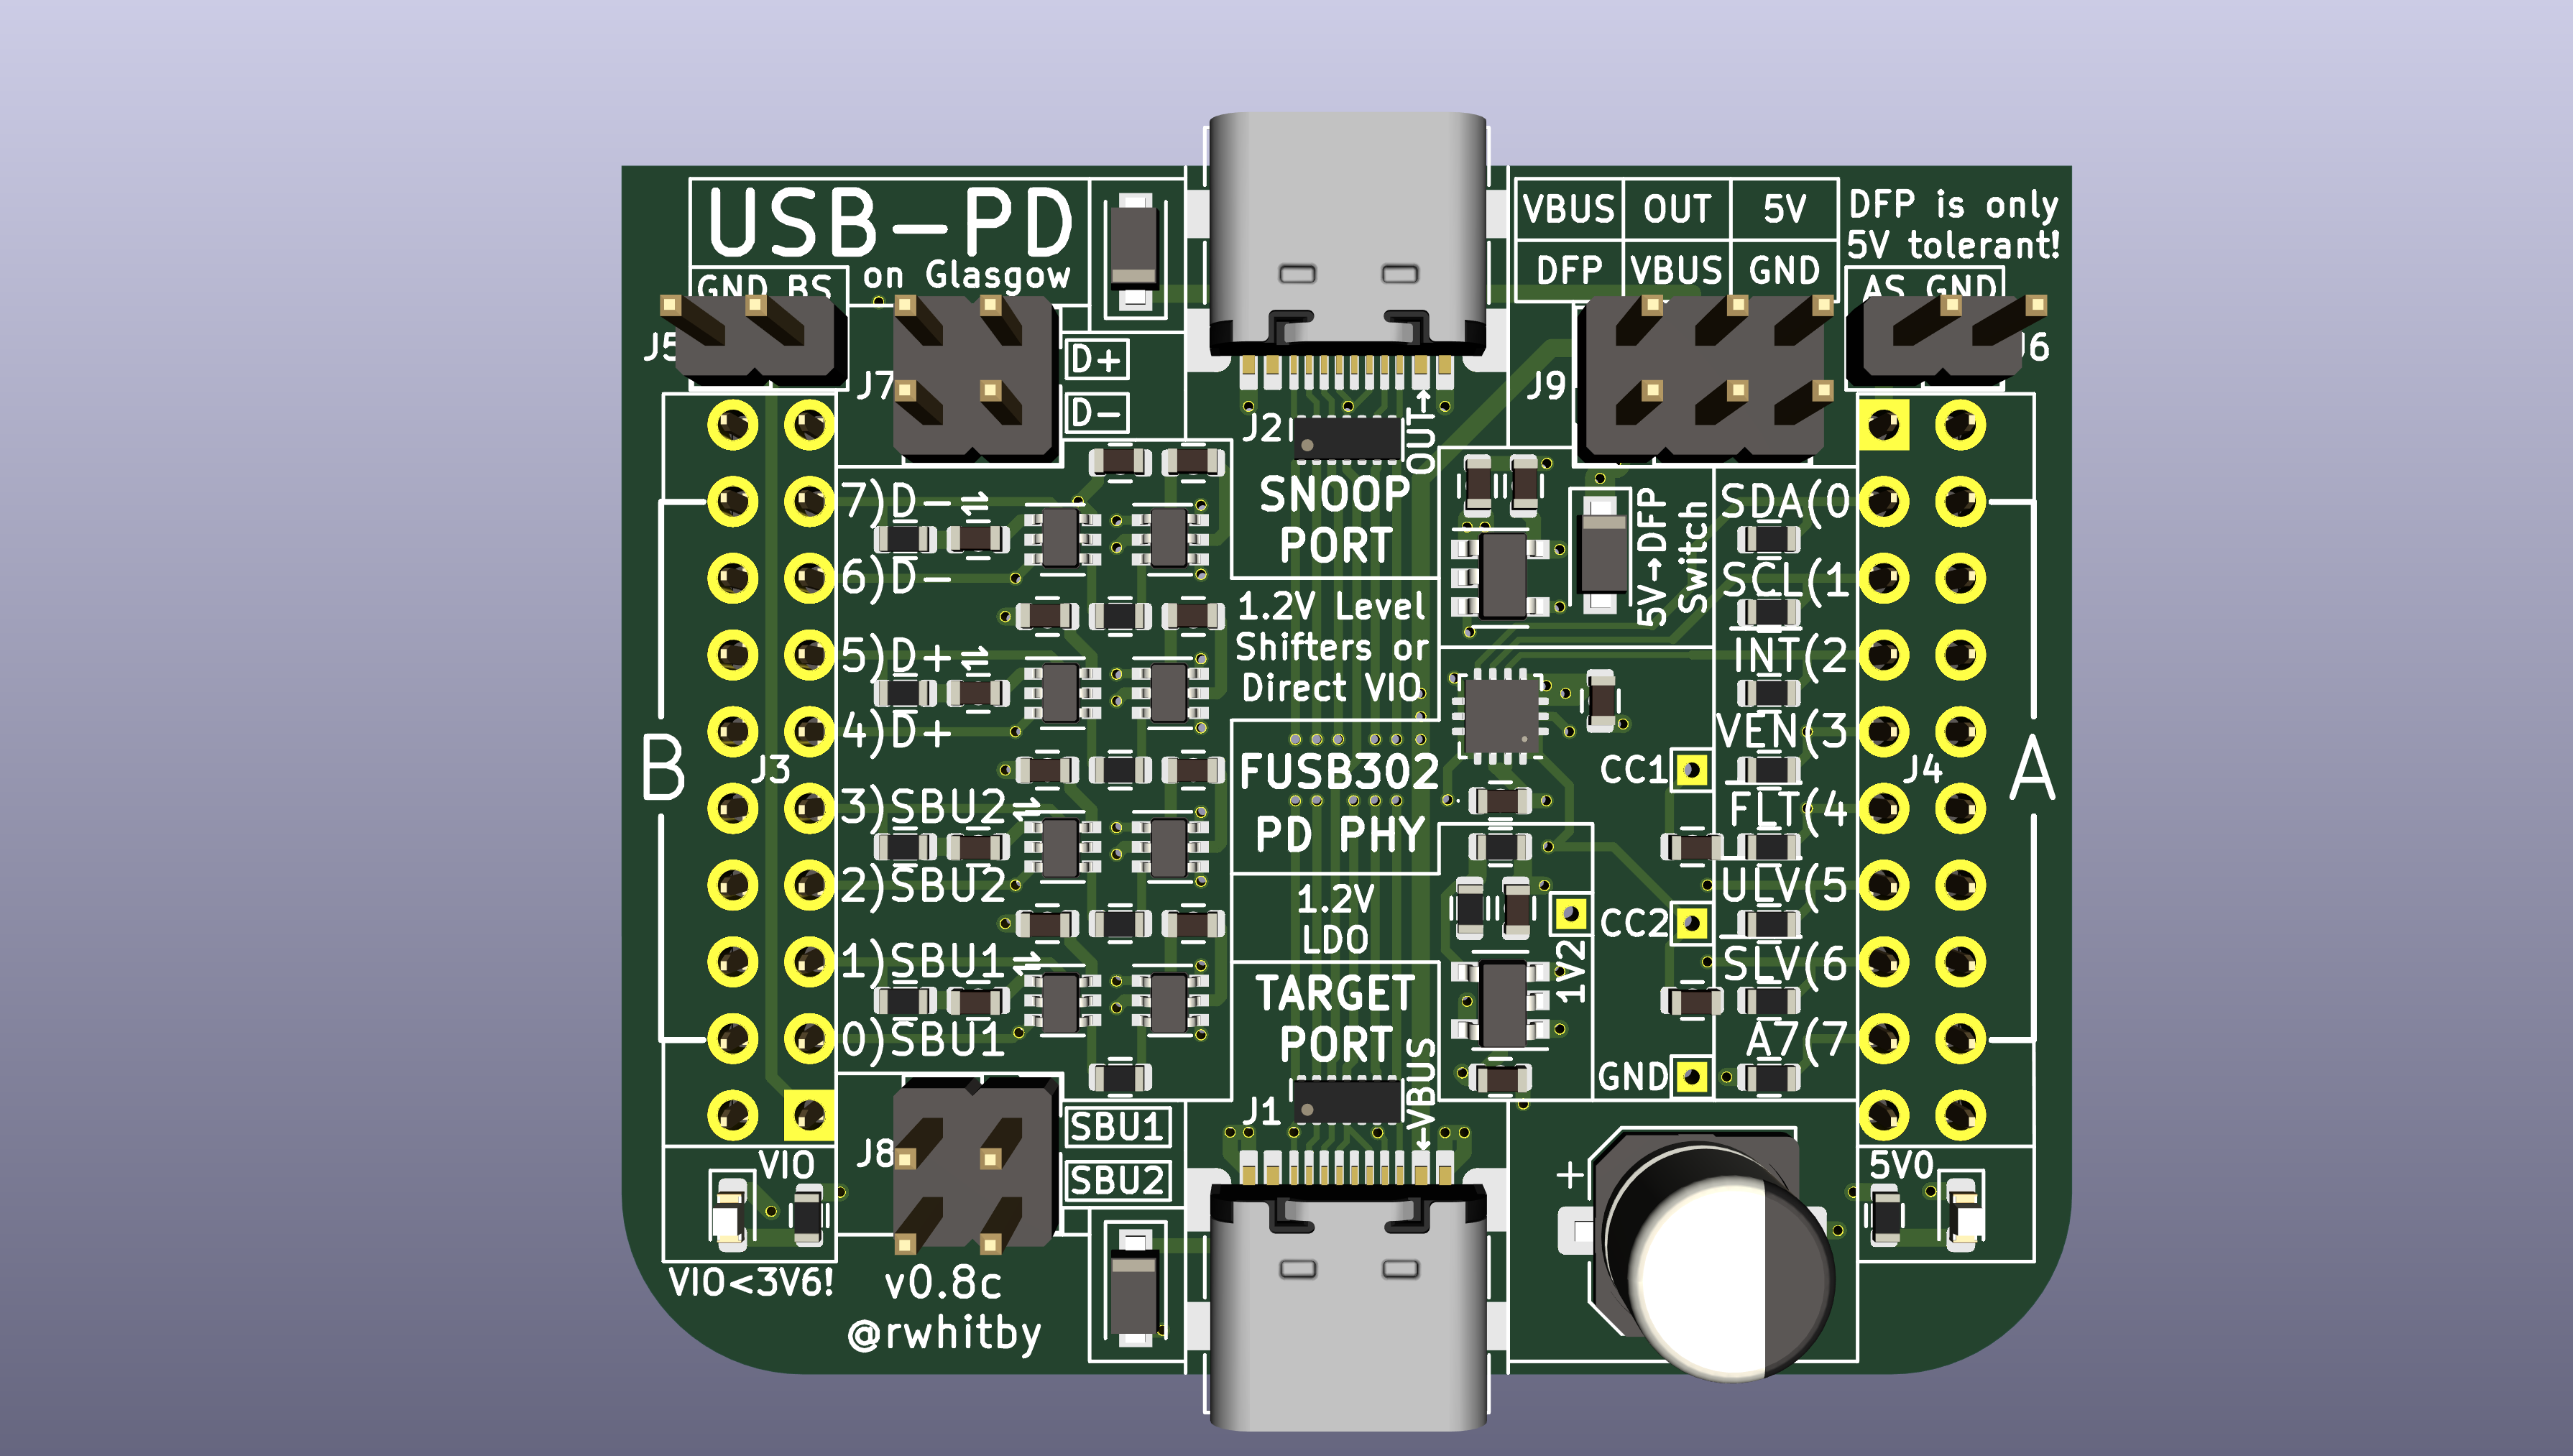 USB-PD
on Glasgow
GND BS
J5
J7
D+
D-
VBUS OUT 5V
DFP VBUS GND
DFP is only
5V tolerant!
AS GND
J6
J9
J2
OUT→
SNOOP
PORT
5V→DFP
Switch
1.2V Level
Shifters or
Direct VIO
FUSB302
PD PHY
1.2V
LDO
TARGET
PORT
←VBUS
J1
B
J3
7)D-⇌
6)D-
5)D+⇌
4)D+
3)SBU2⇌
2)SBU2
1)SBU1⇌
0)SBU1
SDA(0
SCL(1
INT(2
VEN(3
FLT(4
ULV(5
SLV(6
A7(7
J4
A
CC1
CC2
1V2
GND
J8
SBU1
SBU2
VIO
VIO<3V6!
v0.8c
@rwhitby
+
5V0